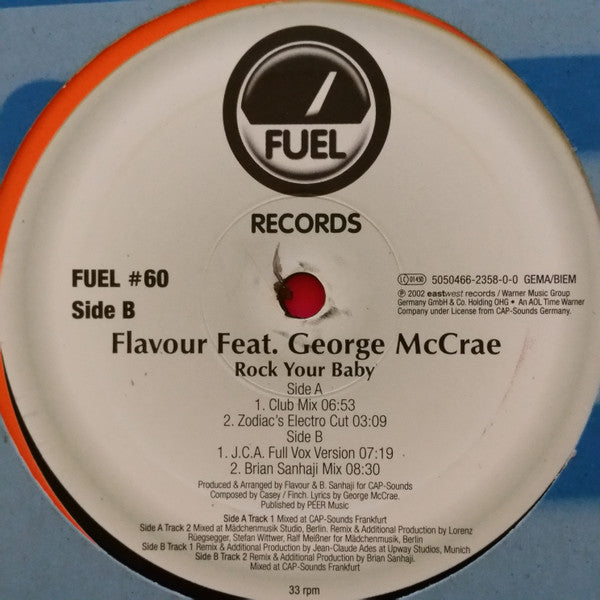 FUEL
RECORDS
FUEL #60
Side B
LC 01490 5050466-2358-0-0 GEMA/BIEM
℗ 2002 eastwest records / Warner Music Group
Germany GmbH & Co. Holding OHG • An AOL Time Warner
Company under License from CAP-Sounds Germany.
Flavour Feat. George McCrae
Rock Your Baby
Side A
1. Club Mix 06:53
2. Zodiac's Electro Cut 03:09
Side B
1. J.C.A. Full Vox Version 07:19
2. Brian Sanhaji Mix 08:30
Produced & Arranged by Flavour & B. Sanhaji for CAP-Sounds
Composed by Casey / Finch. Lyrics by George McCrae.
Published by PEER Music
Side A Track 1 Mixed at CAP-Sounds Frankfurt
Side A Track 2 Mixed at Mädchenmusik Studio, Berlin. Remix & Additional Production by Lorenz
Rüegsegger, Stefan Wittwer, Ralf Meißner for Mädchenmusik, Berlin
Side B Track 1 Remix & Additional Production by Jean-Claude Ades at Upway Studios, Munich
Side B Track 2 Remix & Additional Production by Brian Sanhaji.
Mixed at CAP-Sounds Frankfurt
33 rpm